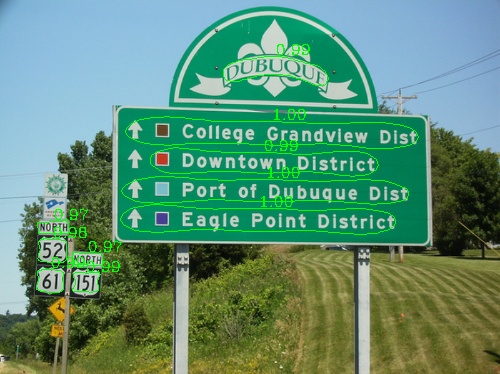 DUBUQUE
College Grandview Dist
Downtown District
Port of Dubuque Dist
Eagle Point District
NORTH
52
NORTH
61
151